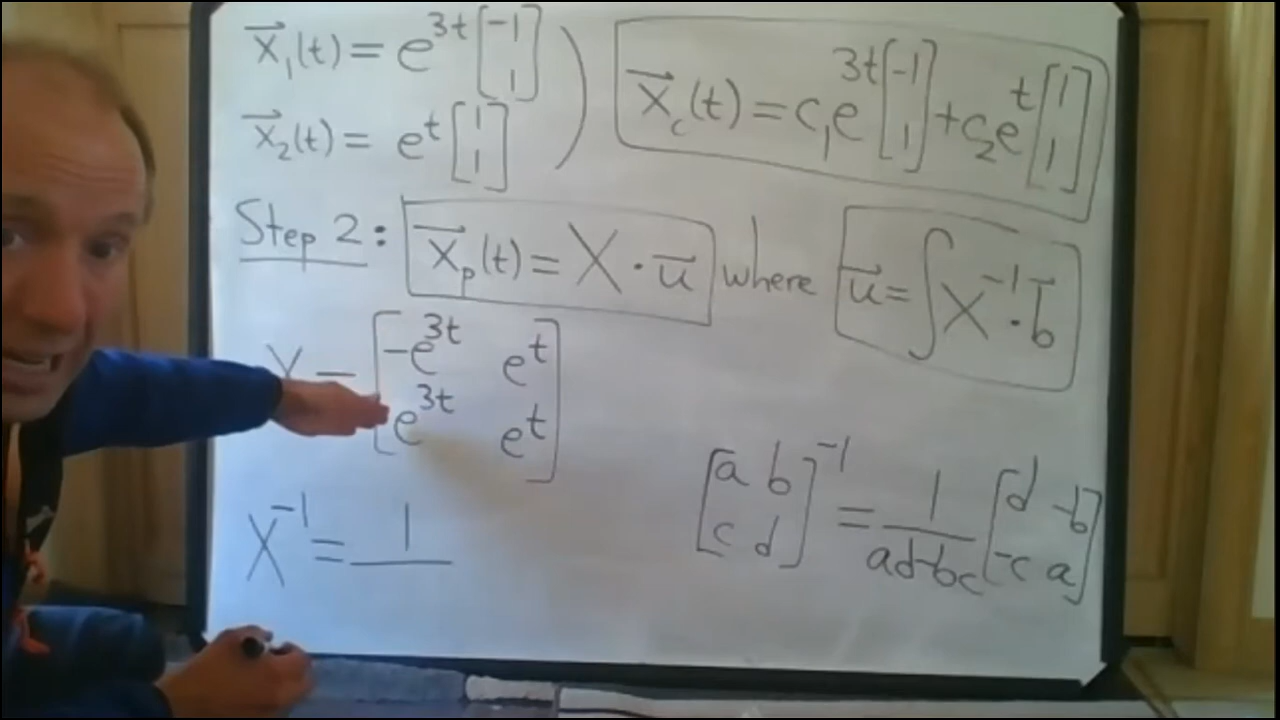 x⃗₁(t) = e^{3t} [-1; 1]
x⃗₂(t) = e^t [1; 1]
x⃗_c(t) = c₁e^{3t} [-1; 1] + c₂e^t [1; 1]
Step 2: x⃗_p(t) = X · u⃗ where u⃗ = ∫ X⁻¹ · b⃗
X = [-e^{3t} e^t; e^{3t} e^t]
[a b; c d]⁻¹ = 1/(ad-bc) [d -b; -c a]
X⁻¹ = 1/